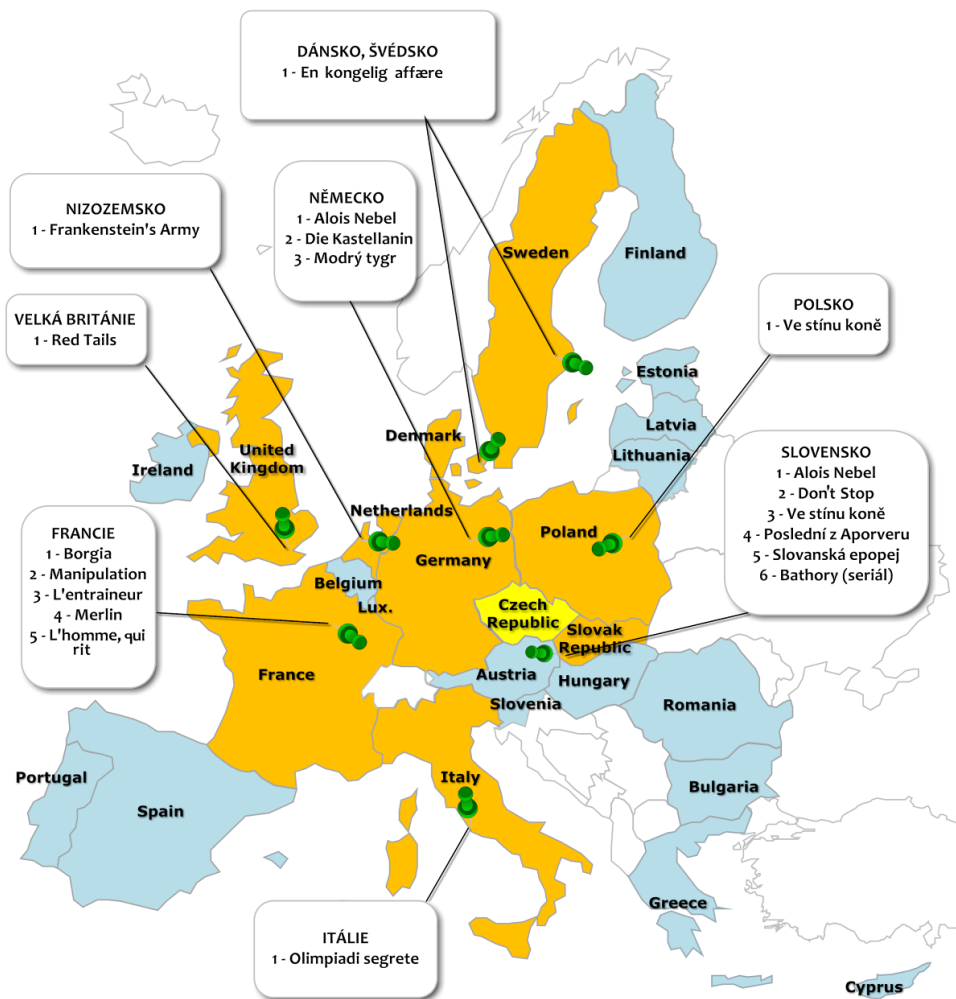 DÁNSKO, ŠVÉDSKO
1 - En kongelig affære
NIZOZEMSKO
1 - Frankenstein's Army
NĚMECKO
1 - Alois Nebel
2 - Die Kastellanin
3 - Modrý tygr
VELKÁ BRITÁNIE
1 - Red Tails
POLSKO
1 - Ve stínu koně
SLOVENSKO
1 - Alois Nebel
2 - Don't Stop
3 - Ve stínu koně
4 - Poslední z Aporveru
5 - Slovanská epopej
6 - Bathory (seriál)
FRANCIE
1 - Borgia
2 - Manipulation
3 - L'entraineur
4 - Merlin
5 - L'homme, qui
rit
ITÁLIE
1 - Olimpiadi segrete
Sweden
Finland
Estonia
Latvia
Lithuania
Denmark
Ireland
United
Kingdom
Netherlands
Poland
Germany
Belgium
Lux.
Czech
Republic
Slovak
Republic
France
Austria
Hungary
Slovenia
Romania
Italy
Bulgaria
Portugal
Spain
Greece
Cyprus